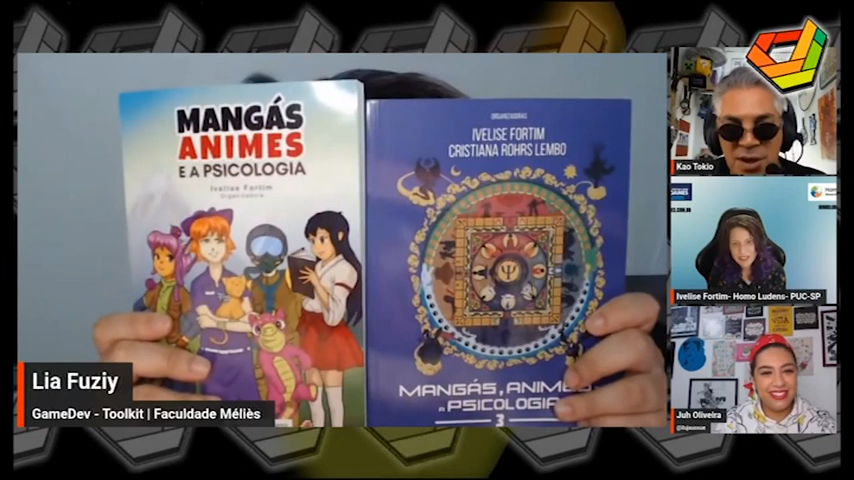 MANGÁS
ANIMES
E A PSICOLOGIA
Ivelise Fortim
Organizadora
ORGANIZADORAS
IVELISE FORTIM
CRISTIANA ROHRS LEMBO
MANGÁS, ANIMES
A PSICOLOGIA
3
Lia Fuziy
GameDev - Toolkit | Faculdade Méliès
Kao Tokio
Ivelise Fortim- Homo Ludens- PUC-SP
Juh Oliveira